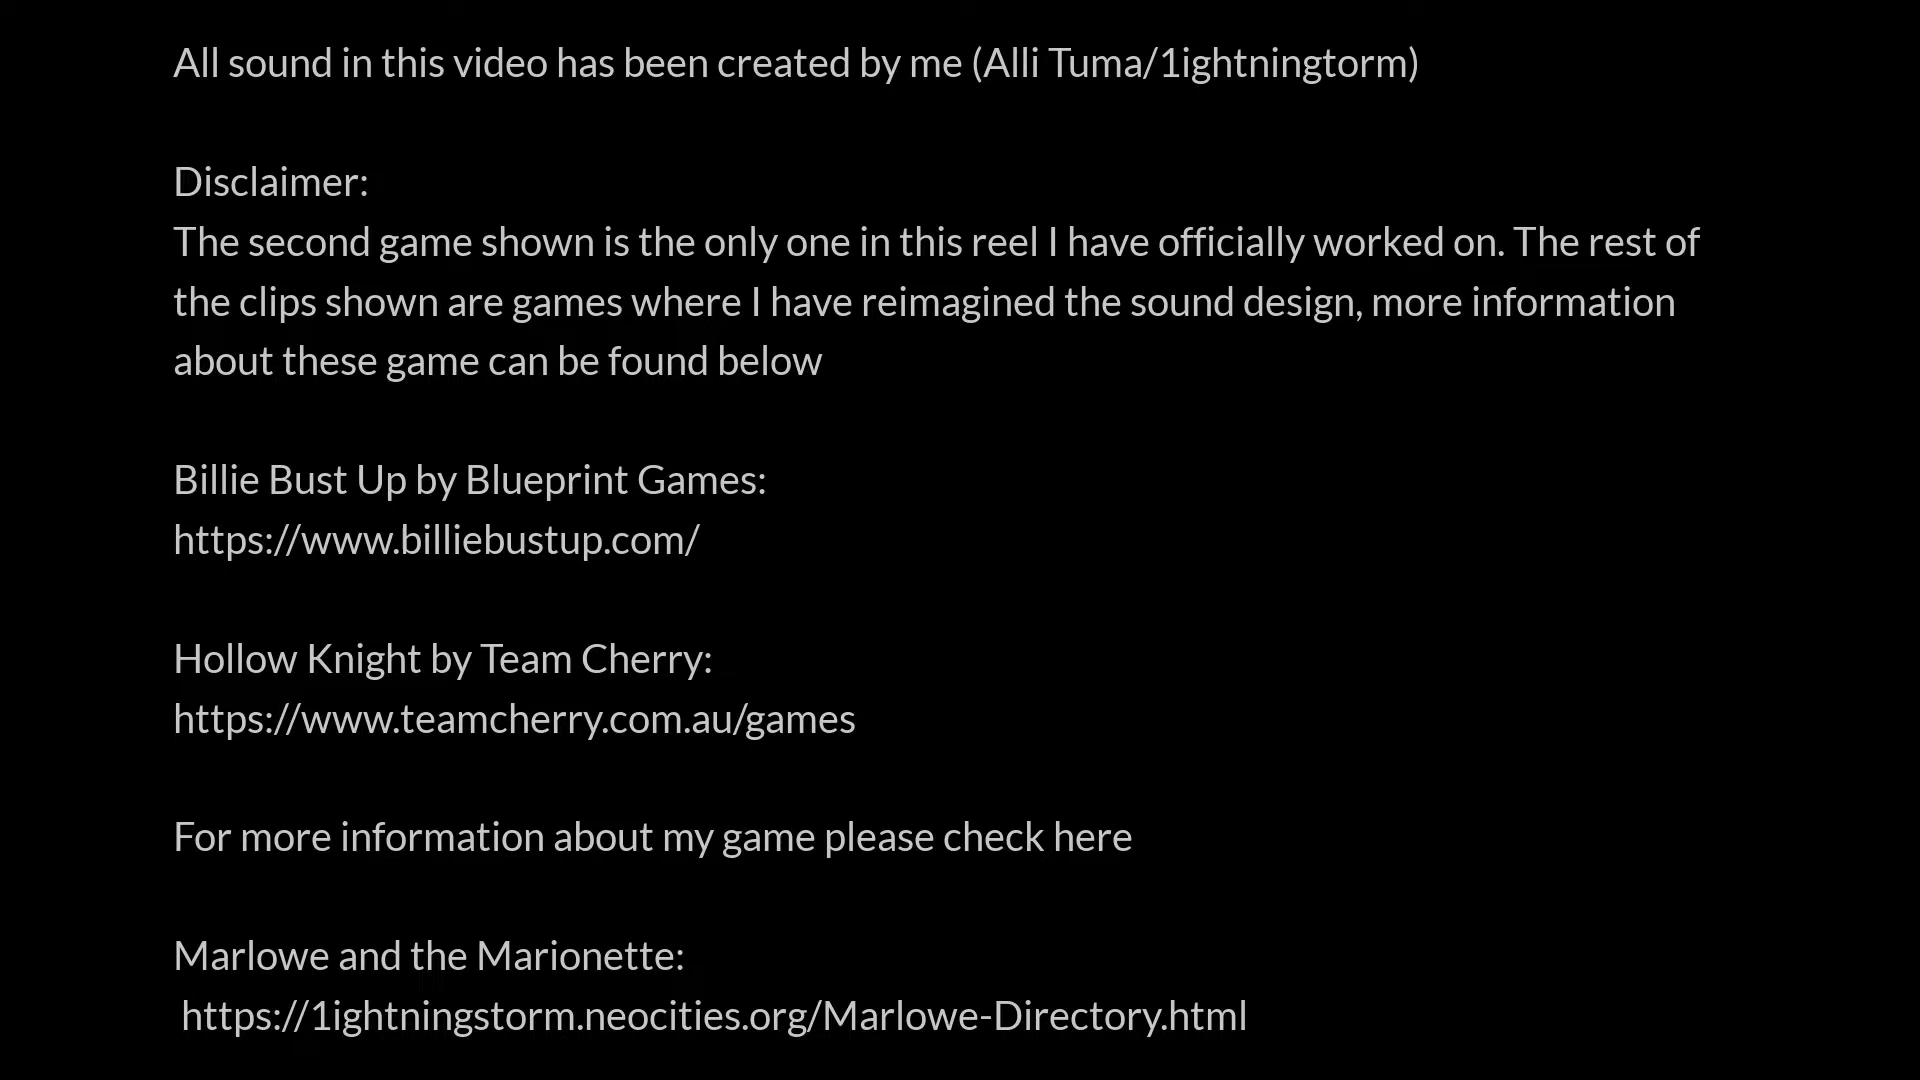 All sound in this video has been created by me (Alli Tuma/1ightningtorm)
Disclaimer:
The second game shown is the only one in this reel I have officially worked on. The rest of
the clips shown are games where I have reimagined the sound design, more information
about these game can be found below
Billie Bust Up by Blueprint Games:
https://www.billiebustup.com/
Hollow Knight by Team Cherry:
https://www.teamcherry.com.au/games
For more information about my game please check here
Marlowe and the Marionette:
https://1ightningstorm.neocities.org/Marlowe-Directory.html